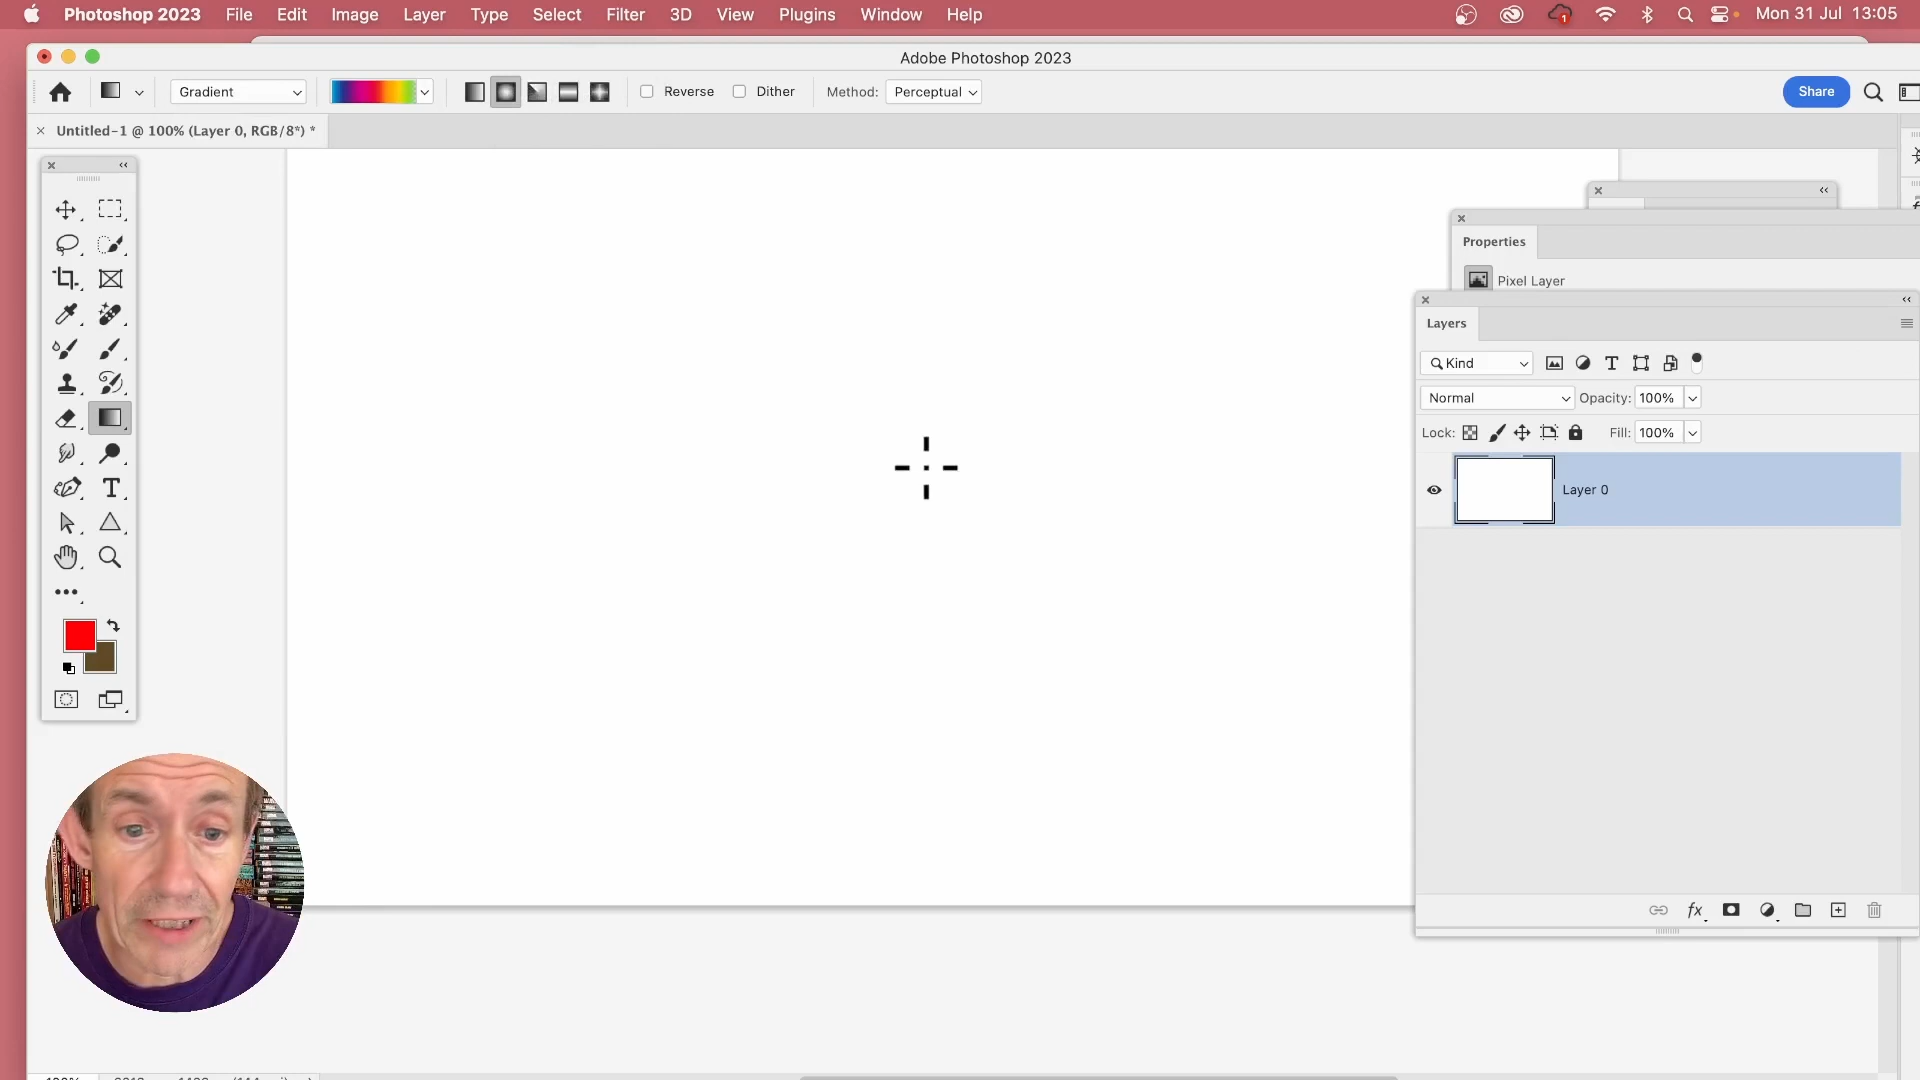 Photoshop 2023 File Edit Image Layer Type Select Filter 3D View Plugins Window Help 1 Mon 31 Jul 13:05
Adobe Photoshop 2023
Gradient Reverse Dither Method: Perceptual Share
Untitled-1 @ 100% (Layer 0, RGB/8*) *
Properties
Pixel Layer
Layers
Kind
Normal Opacity: 100%
Lock: Fill: 100%
Layer 0